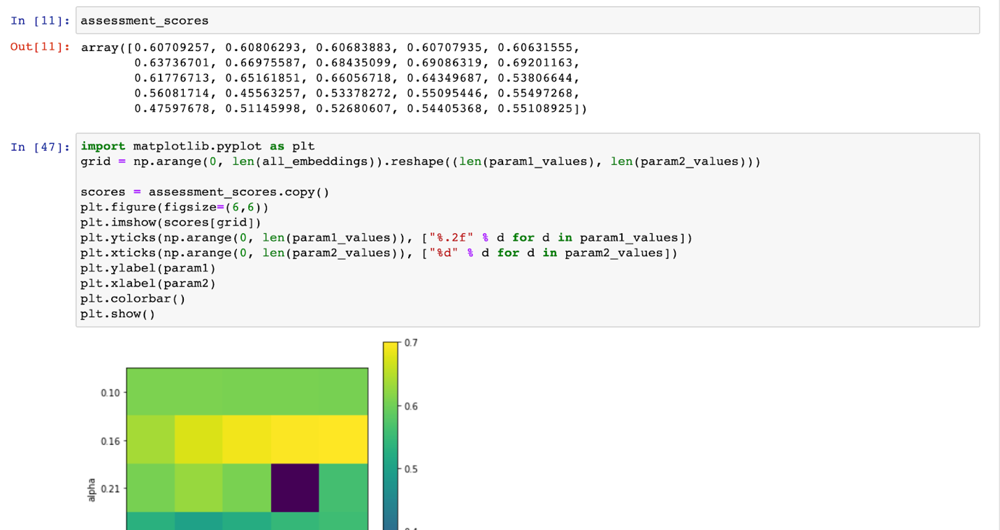 In [11]: assessment_scores
Out[11]: array([0.60709257, 0.60806293, 0.60683883, 0.60707935, 0.60631555,
0.63736701, 0.66975587, 0.68435099, 0.69086319, 0.69201163,
0.61776713, 0.65161851, 0.66056718, 0.64349687, 0.53806644,
0.56081714, 0.45563257, 0.53378272, 0.55095446, 0.55497268,
0.47597678, 0.51145998, 0.52680607, 0.54405368, 0.55108925])
In [47]: import matplotlib.pyplot as plt
grid = np.arange(0, len(all_embeddings)).reshape((len(param1_values), len(param2_values)))
scores = assessment_scores.copy()
plt.figure(figsize=(6,6))
plt.imshow(scores[grid])
plt.yticks(np.arange(0, len(param1_values)), ["%.2f" % d for d in param1_values])
plt.xticks(np.arange(0, len(param2_values)), ["%d" % d for d in param2_values])
plt.ylabel(param1)
plt.xlabel(param2)
plt.colorbar()
plt.show()
0.7
0.10
0.6
0.16
0.5
alpha
0.21